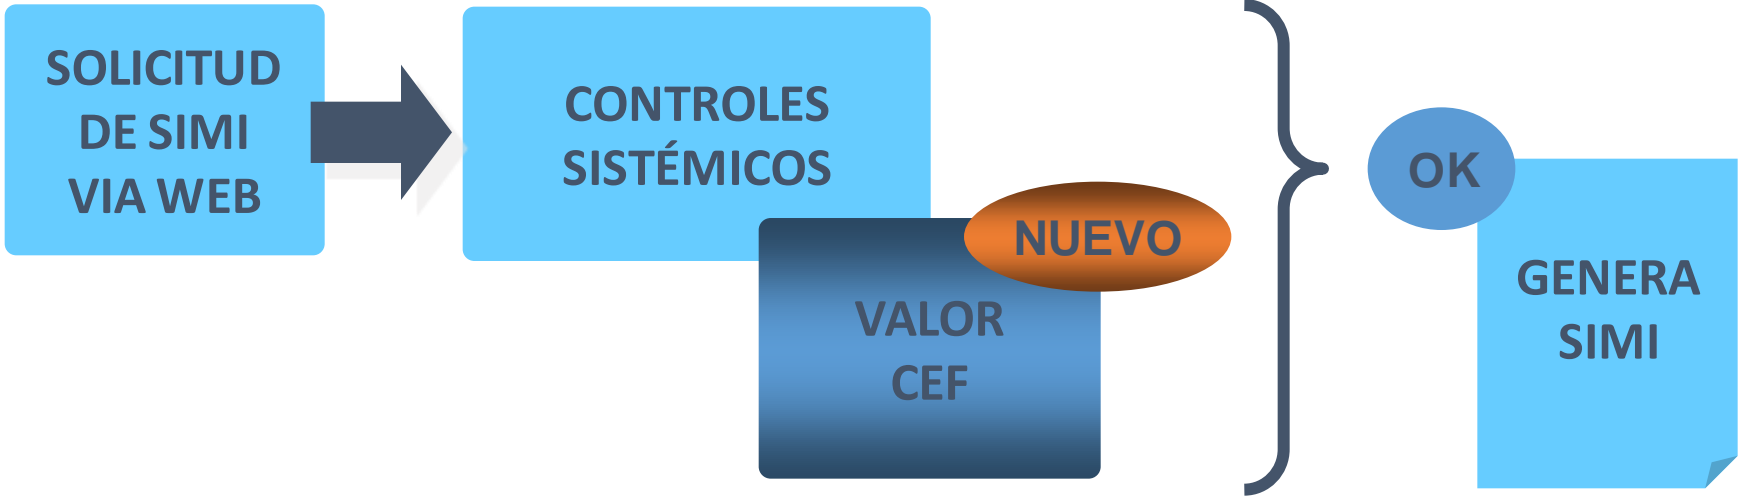 SOLICITUD
DE SIMI
VIA WEB
CONTROLES
SISTÉMICOS
NUEVO
VALOR
CEF
OK
GENERA
SIMI